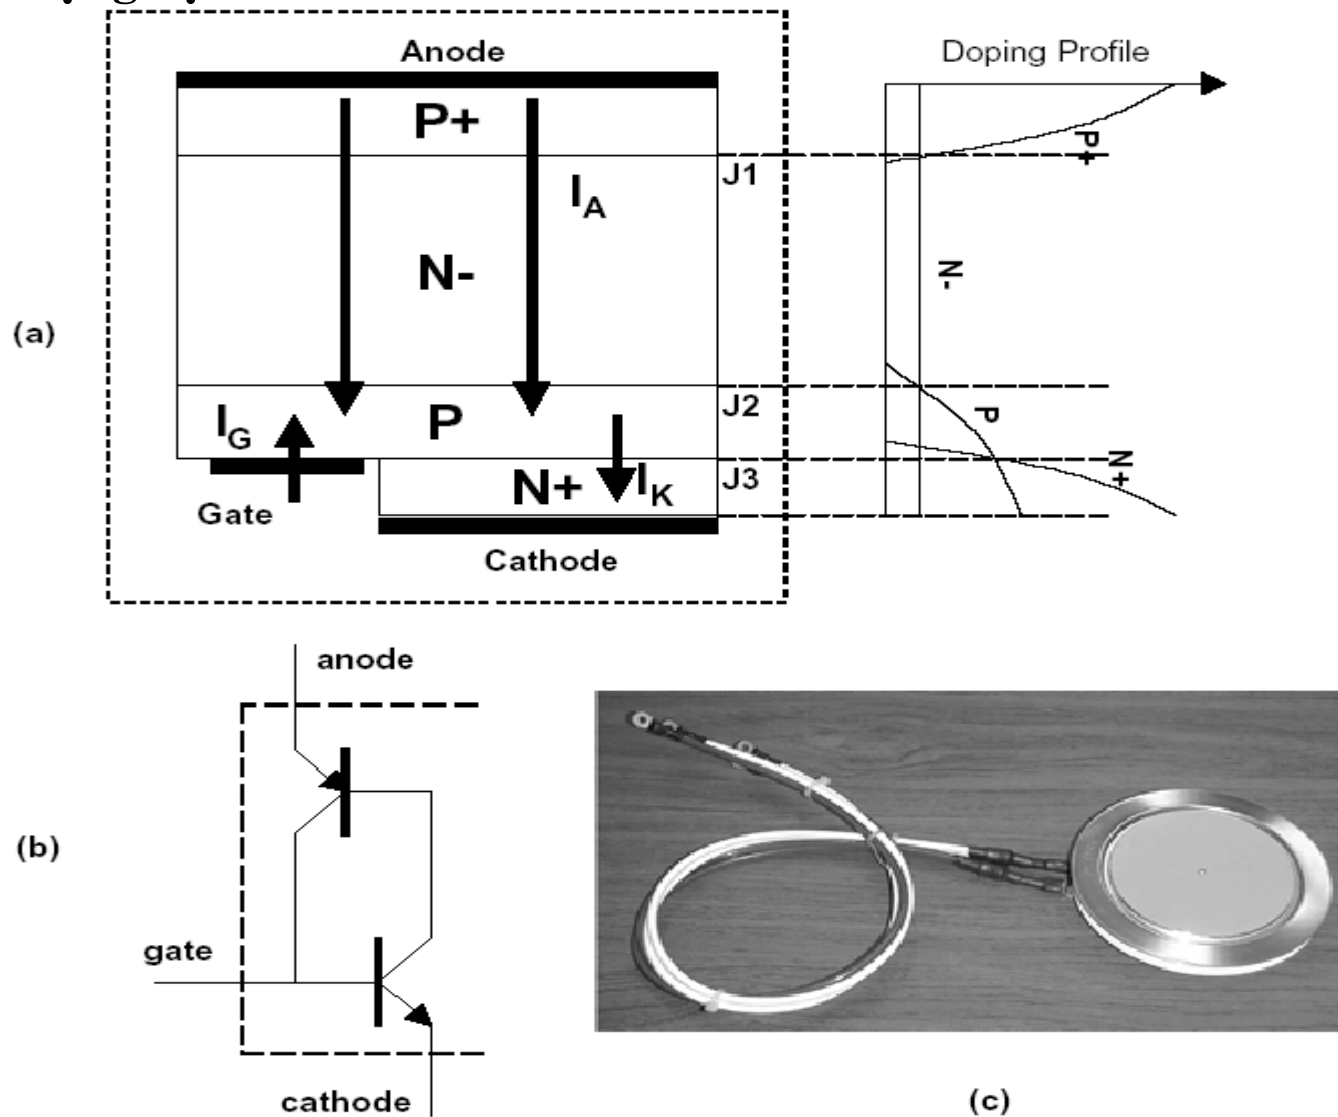 Anode
Doping Profile
P+
P+
J1
I_A
N-
N-
(a)
J2
I_G
P
P
J3
N+
I_K
N+
Gate
Cathode
anode
(b)
gate
cathode
(c)